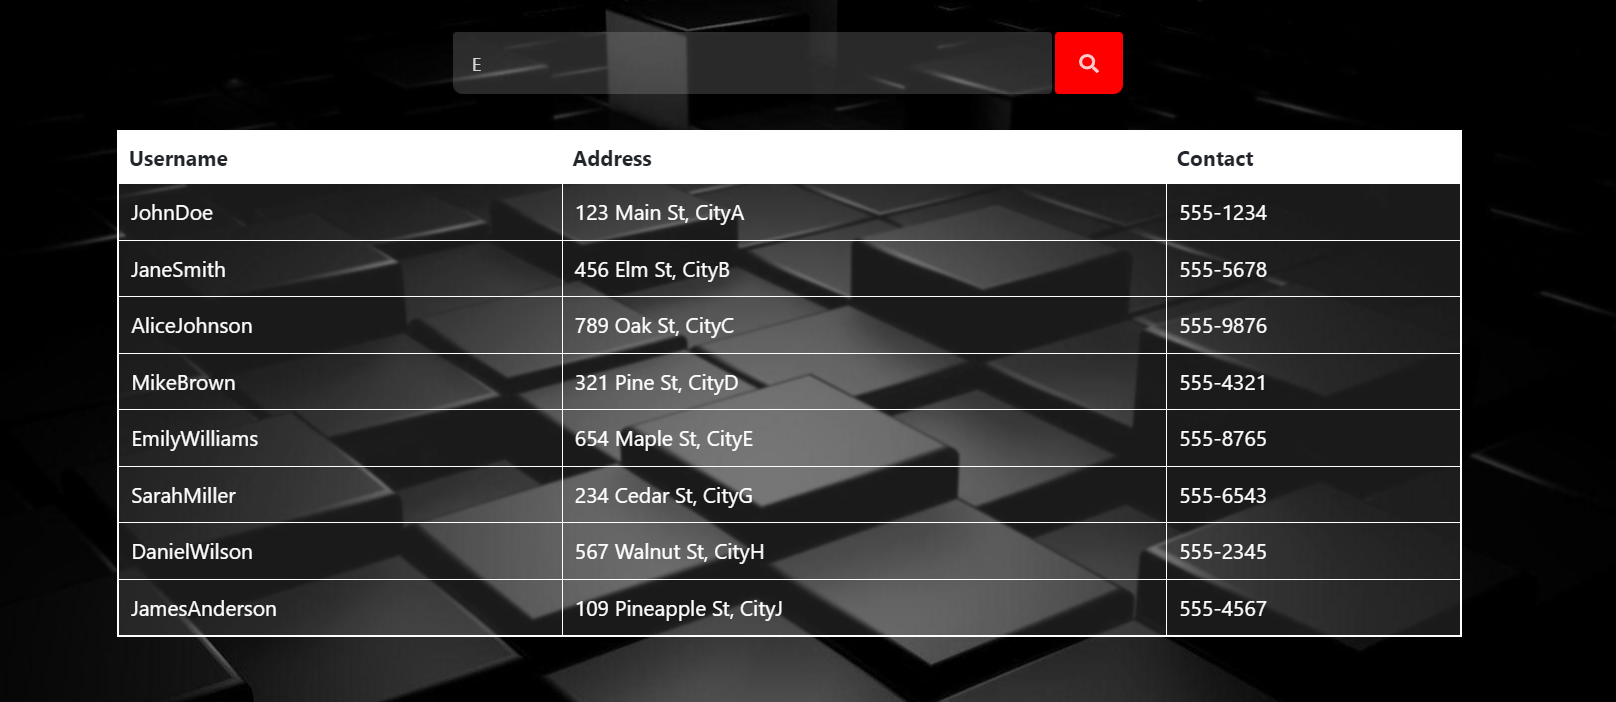 E
Username Address Contact
JohnDoe 123 Main St, CityA 555-1234
JaneSmith 456 Elm St, CityB 555-5678
AliceJohnson 789 Oak St, CityC 555-9876
MikeBrown 321 Pine St, CityD 555-4321
EmilyWilliams 654 Maple St, CityE 555-8765
SarahMiller 234 Cedar St, CityG 555-6543
DanielWilson 567 Walnut St, CityH 555-2345
JamesAnderson 109 Pineapple St, CityJ 555-4567